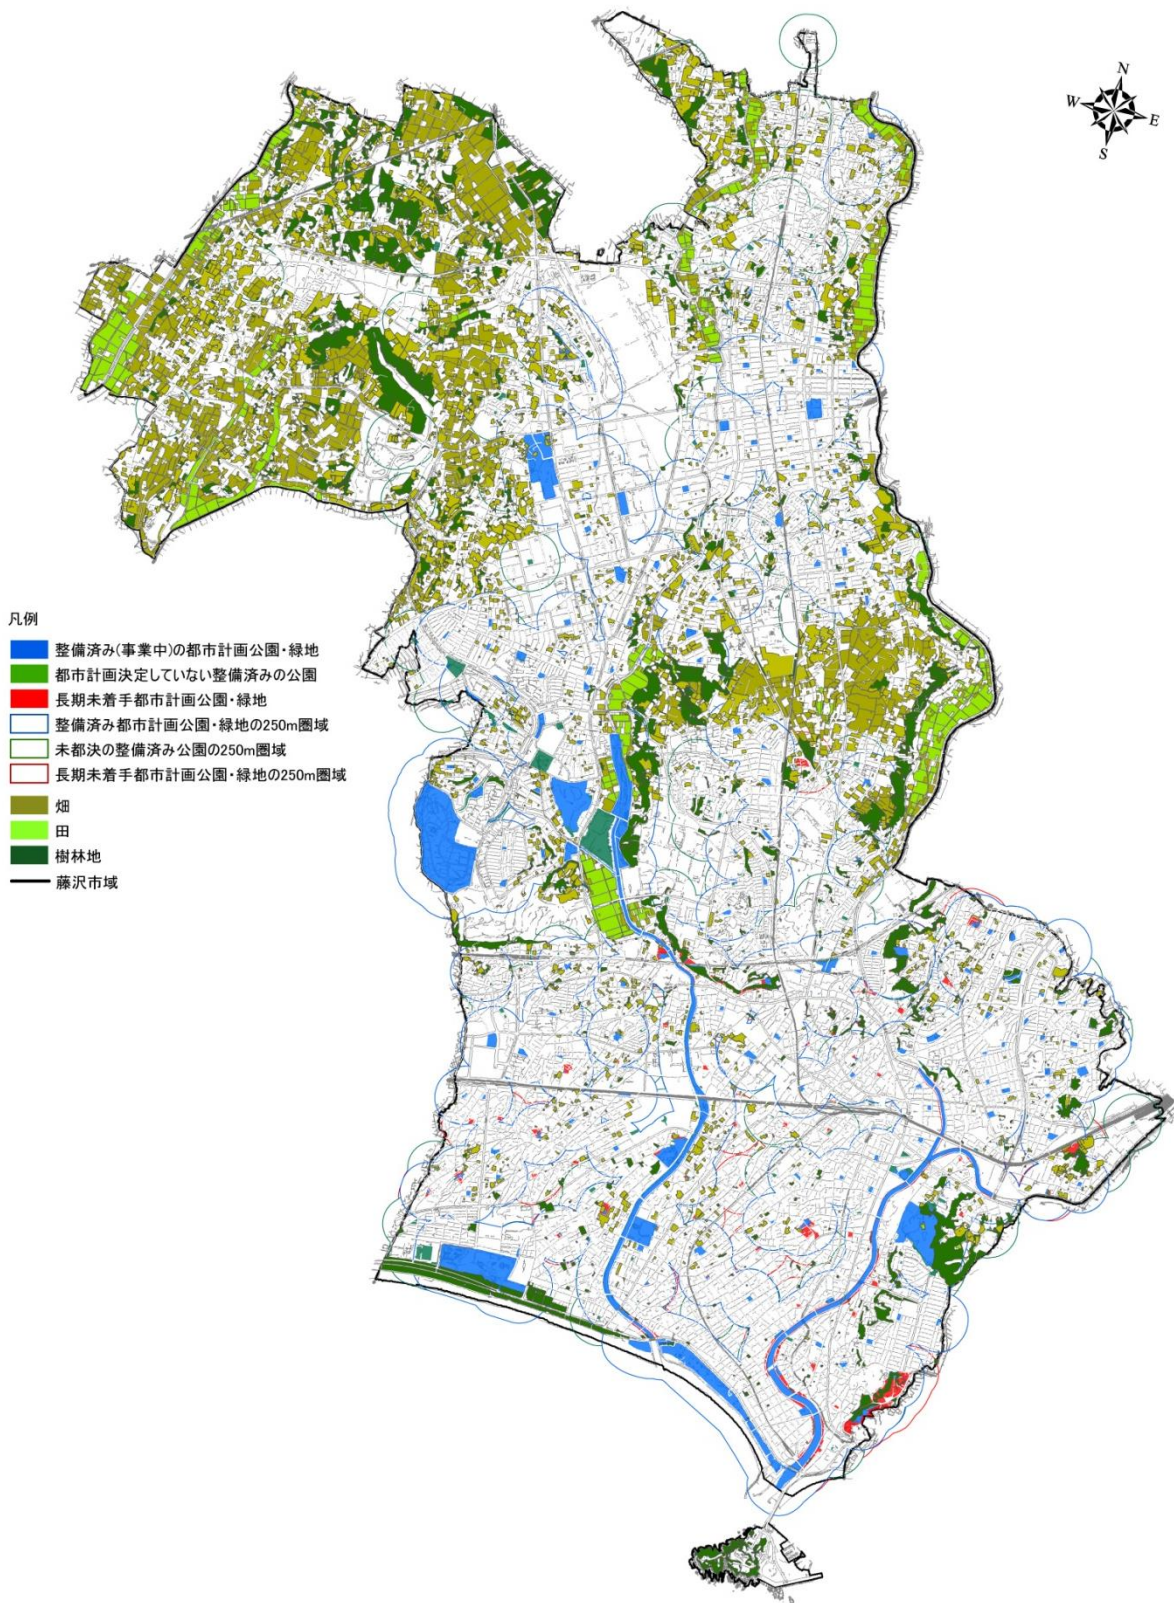 N
W
E
S
凡例
整備済み(事業中)の都市計画公園・緑地
都市計画決定していない整備済みの公園
長期未着手都市計画公園・緑地
整備済み都市計画公園・緑地の250m圏域
未都決の整備済み公園の250m圏域
長期未着手都市計画公園・緑地の250m圏域
畑
田
樹林地
藤沢市域